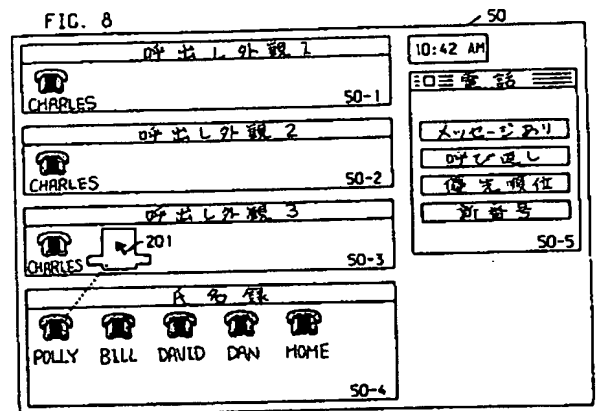 FIG. 8
50
呼出し外観 1
CHARLES
50-1
呼出し外観 2
CHARLES
50-2
呼出し外観 3
CHARLES
201
50-3
氏名録
POLLY BILL DAVID DAN HOME
50-4
10:42 AM
電話
メッセージあり
呼び返し
優先順位
新番号
50-5